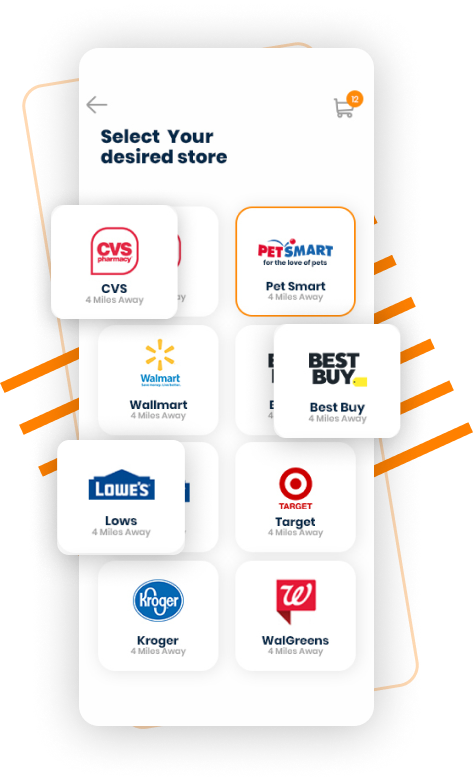 12
Select Your
desired store
CVS
pharmacy
CVS
4 Miles Away
ay
PETSMART
for the love of pets
Pet Smart
4 Miles Away
Walmart
Wallmart
4 Miles Away
BEST
BUY
Best Buy
4 Miles Away
LOWE'S
Lows
4 Miles Away
TARGET
Target
4 Miles Away
Kroger
Kroger
4 Miles Away
W
WalGreens
4 Miles Away